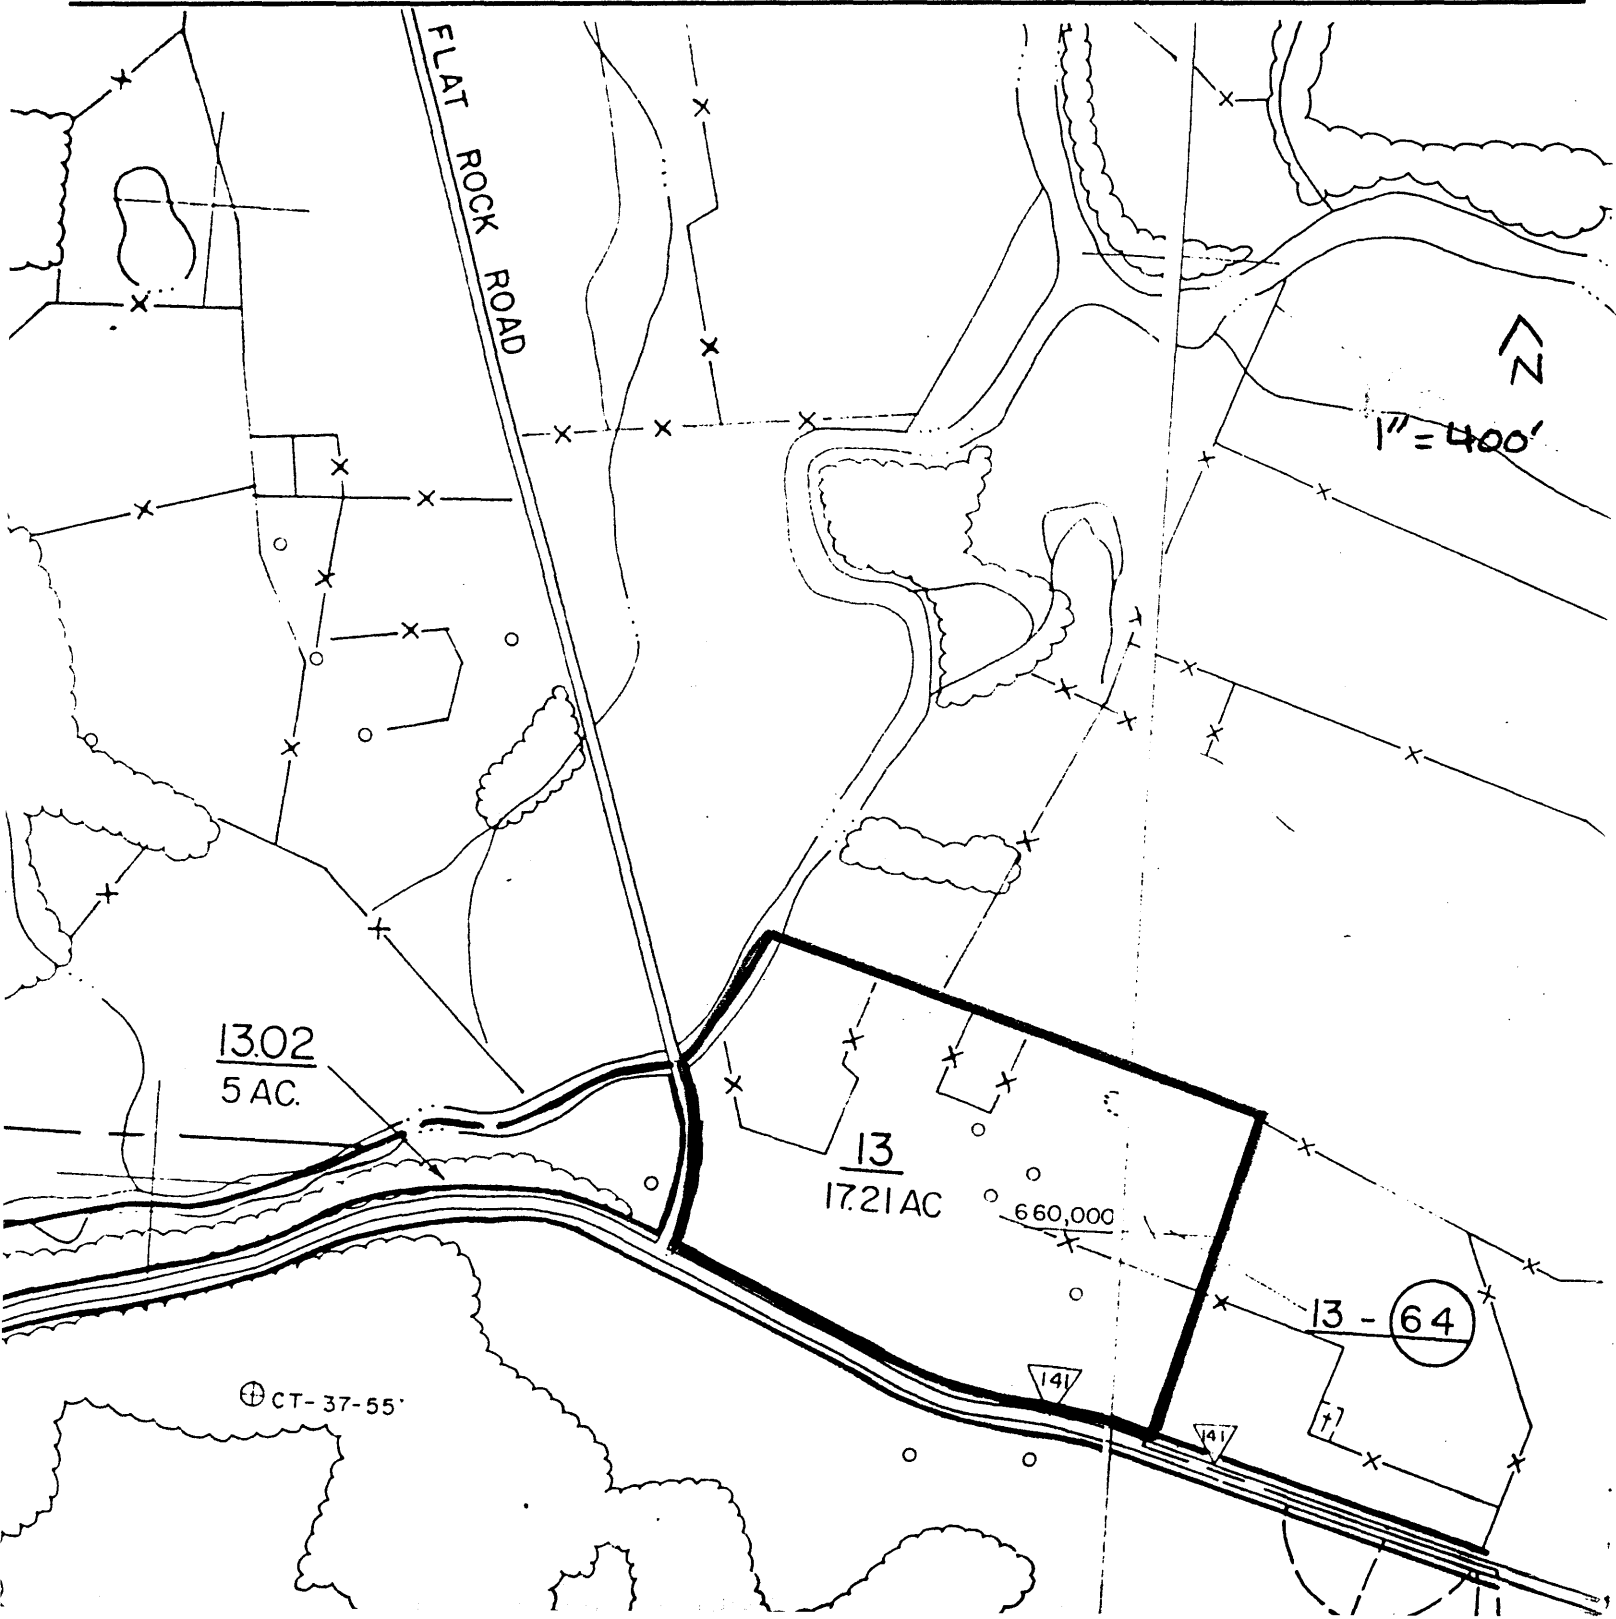 FLAT ROCK ROAD
N
1" = 400'
13.02
5 AC.
13
17.21 AC
660,000
13 - 64
141
141
CT-37-55